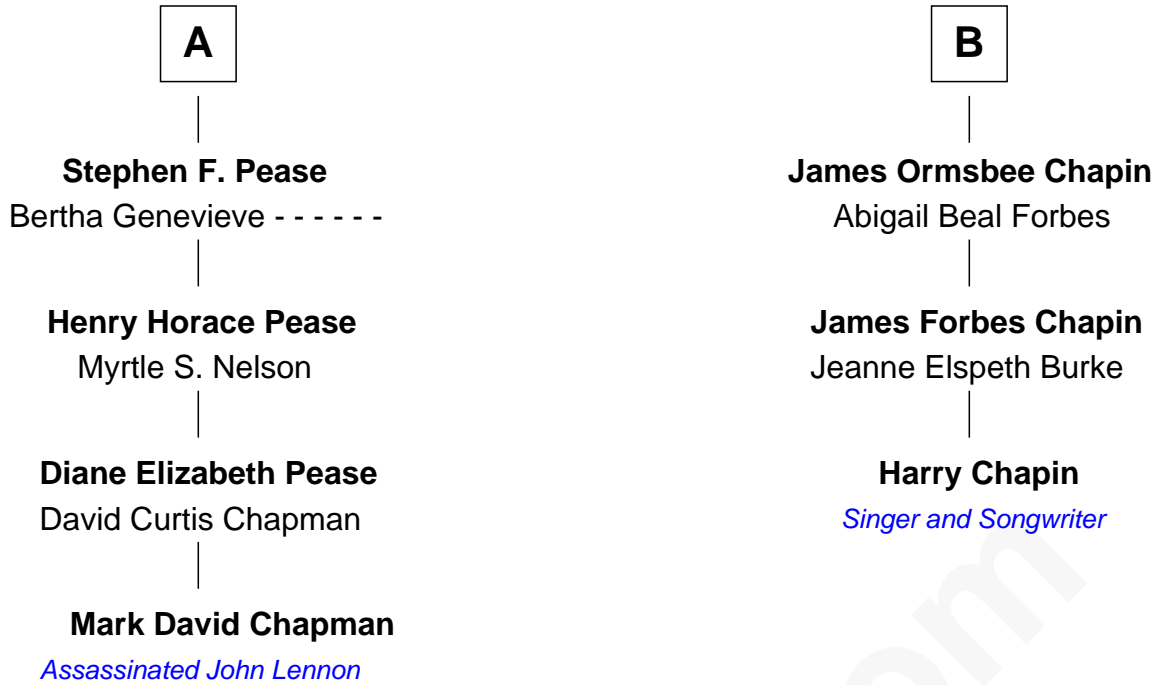 A
Stephen F. Pease
Bertha Genevieve - - - - - -
Henry Horace Pease
Myrtle S. Nelson
Diane Elizabeth Pease
David Curtis Chapman
Mark David Chapman
Assassinated John Lennon
B
James Ormsbee Chapin
Abigail Beal Forbes
James Forbes Chapin
Jeanne Elspeth Burke
Harry Chapin
Singer and Songwriter
om